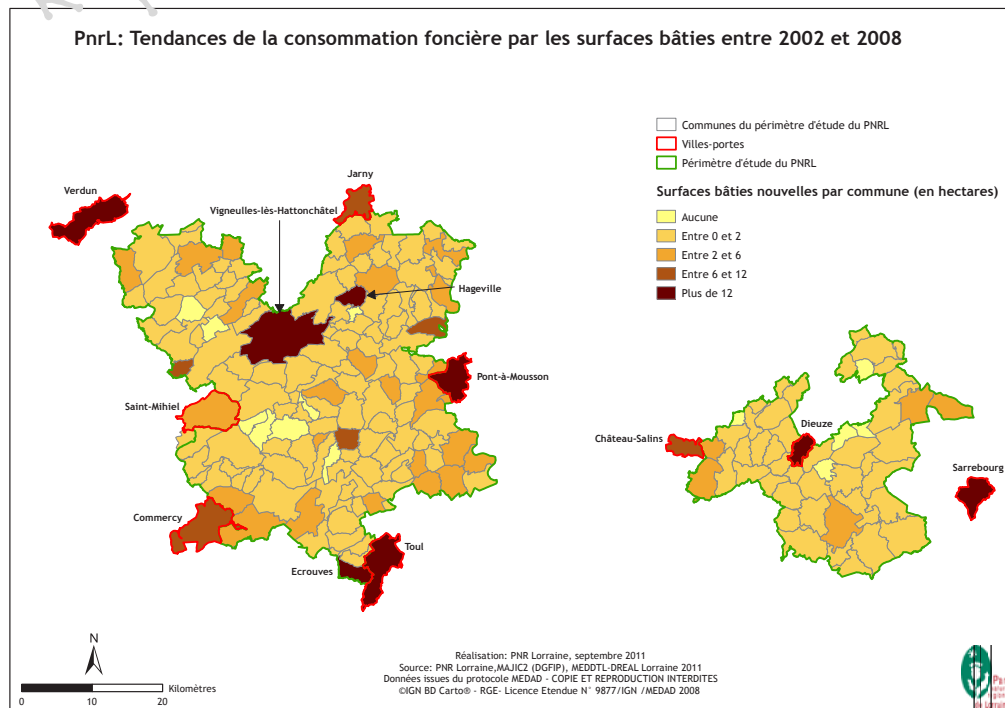 PnrL: Tendances de la consommation foncière par les surfaces bâties entre 2002 et 2008
Communes du périmètre d'étude du PNRL
Villes-portes
Périmètre d'étude du PNRL
Surfaces bâties nouvelles par commune (en hectares)
Aucune
Entre 0 et 2
Entre 2 et 6
Entre 6 et 12
Plus de 12
Jarny
Verdun
Vigneulles-lès-Hattonchâtel
Hageville
Pont-à-Mousson
Saint-Mihiel
Dieuze
Château-Salins
Sarrebourg
Commercy
Toul
Ecrouves
N
Kilomètres
0 10 20
Réalisation: PNR Lorraine, septembre 2011
Source: PNR Lorraine,MAJIC2 (DGFIP), MEDDTL-DREAL Lorraine 2011
Données issues du protocole MEDAD - COPIE ET REPRODUCTION INTERDITES
©IGN BD Carto® - RGE- Licence Etendue N° 9877/IGN /MEDAD 2008
de Lorraine